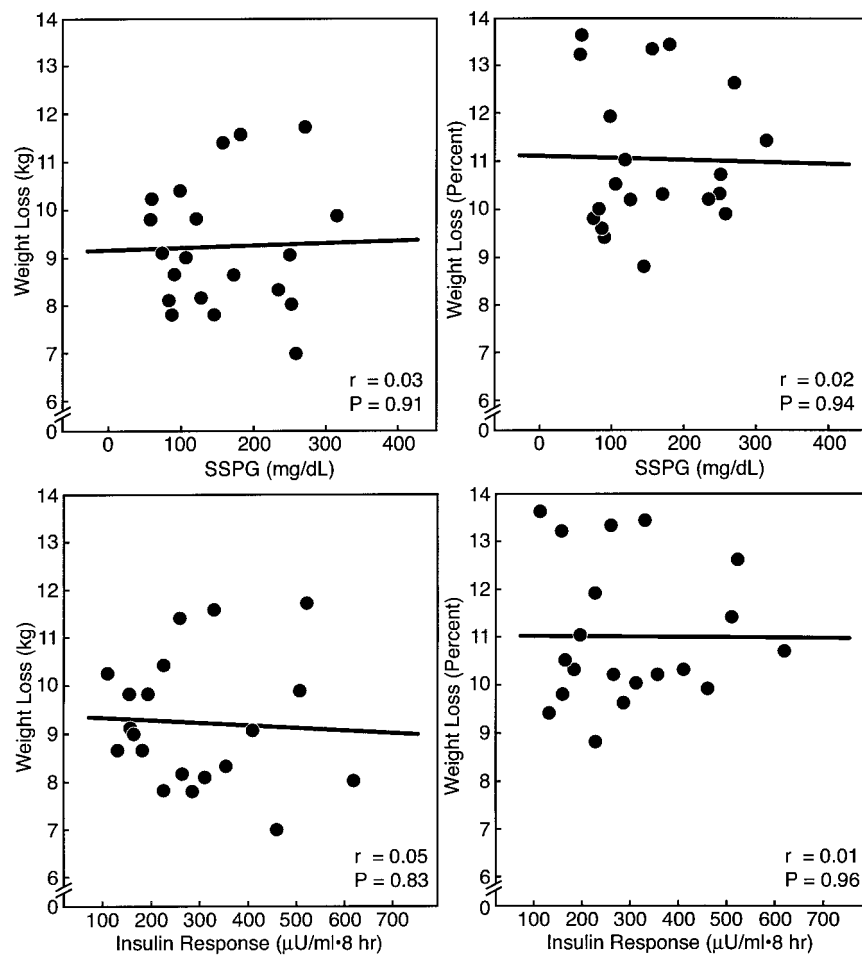 14
13
12
11
10
9
8
7
6
0
Weight Loss (kg)
r = 0.03
P = 0.91
0 100 200 300 400
SSPG (mg/dL)
14
13
12
11
10
9
8
7
6
0
Weight Loss (Percent)
r = 0.02
P = 0.94
0 100 200 300 400
SSPG (mg/dL)
14
13
12
11
10
9
8
7
6
0
Weight Loss (kg)
r = 0.05
P = 0.83
100 200 300 400 500 600 700
Insulin Response (μU/ml•8 hr)
14
13
12
11
10
9
8
7
6
0
Weight Loss (Percent)
r = 0.01
P = 0.96
100 200 300 400 500 600 700
Insulin Response (μU/ml•8 hr)